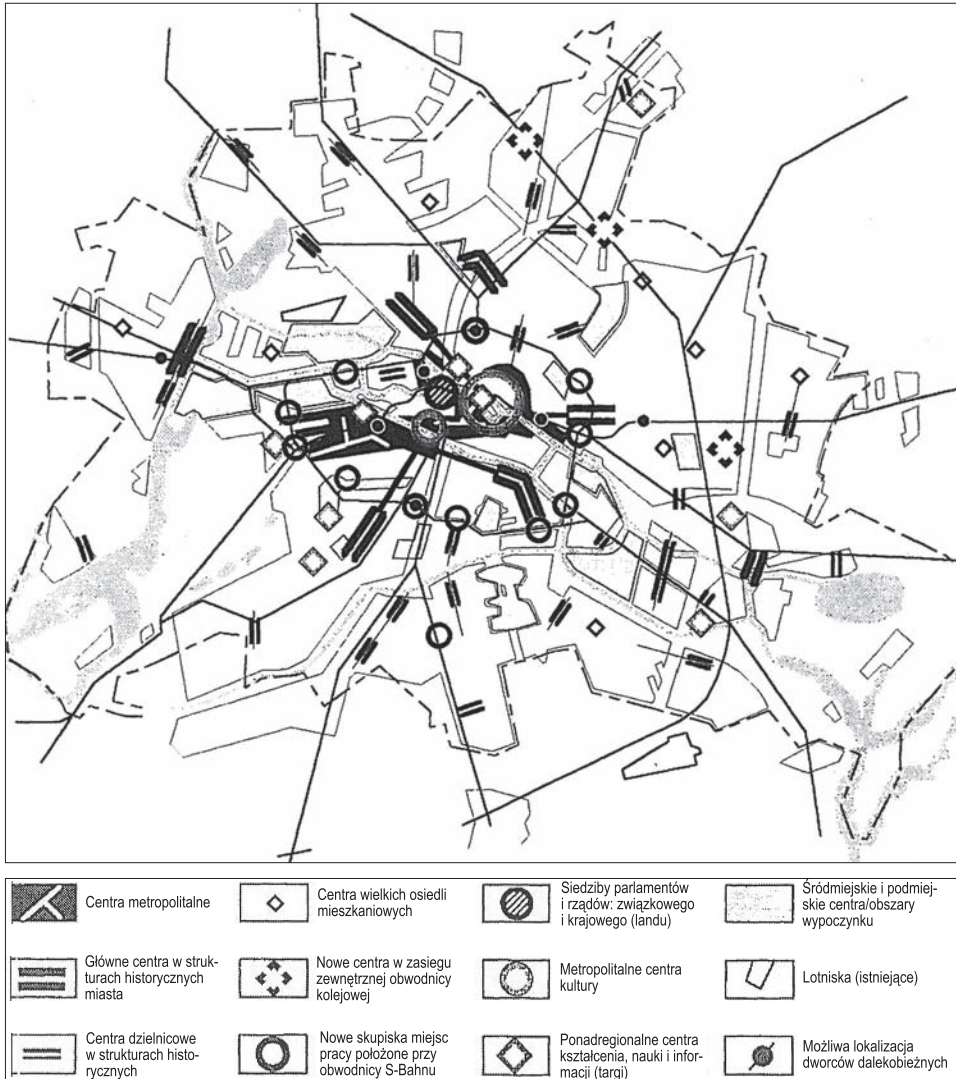 Centra metropolitalne
Centra wielkich osiedli
mieszkaniowych
Siedziby parlamentów
i rządów: związkowego
i krajowego (landu)
Śródmiejskie i podmiej-
skie centra/obszary
wypoczynku
Główne centra w struk-
turach historycznych
miasta
Nowe centra w zasięgu
zewnętrznej obwodnicy
kolejowej
Metropolitalne centra
kultury
Lotniska (istniejące)
Centra dzielnicowe
w strukturach histo-
rycznych
Nowe skupiska miejsc
pracy położone przy
obwodnicy S-Bahnu
Ponadregionalne centra
kształcenia, nauki i infor-
macji (targi)
Możliwa lokalizacja
dworców dalekobieżnych